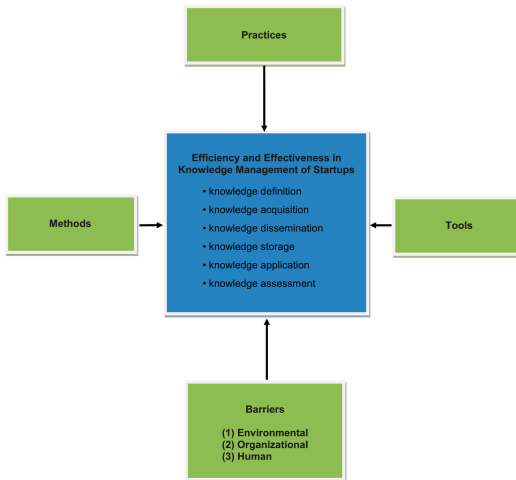 Practices
Efficiency and Effectiveness in
Knowledge Management of Startups
• knowledge definition
• knowledge acquisition
• knowledge dissemination
• knowledge storage
• knowledge application
• knowledge assessment
Methods
Tools
Barriers
(1) Environmental
(2) Organizational
(3) Human